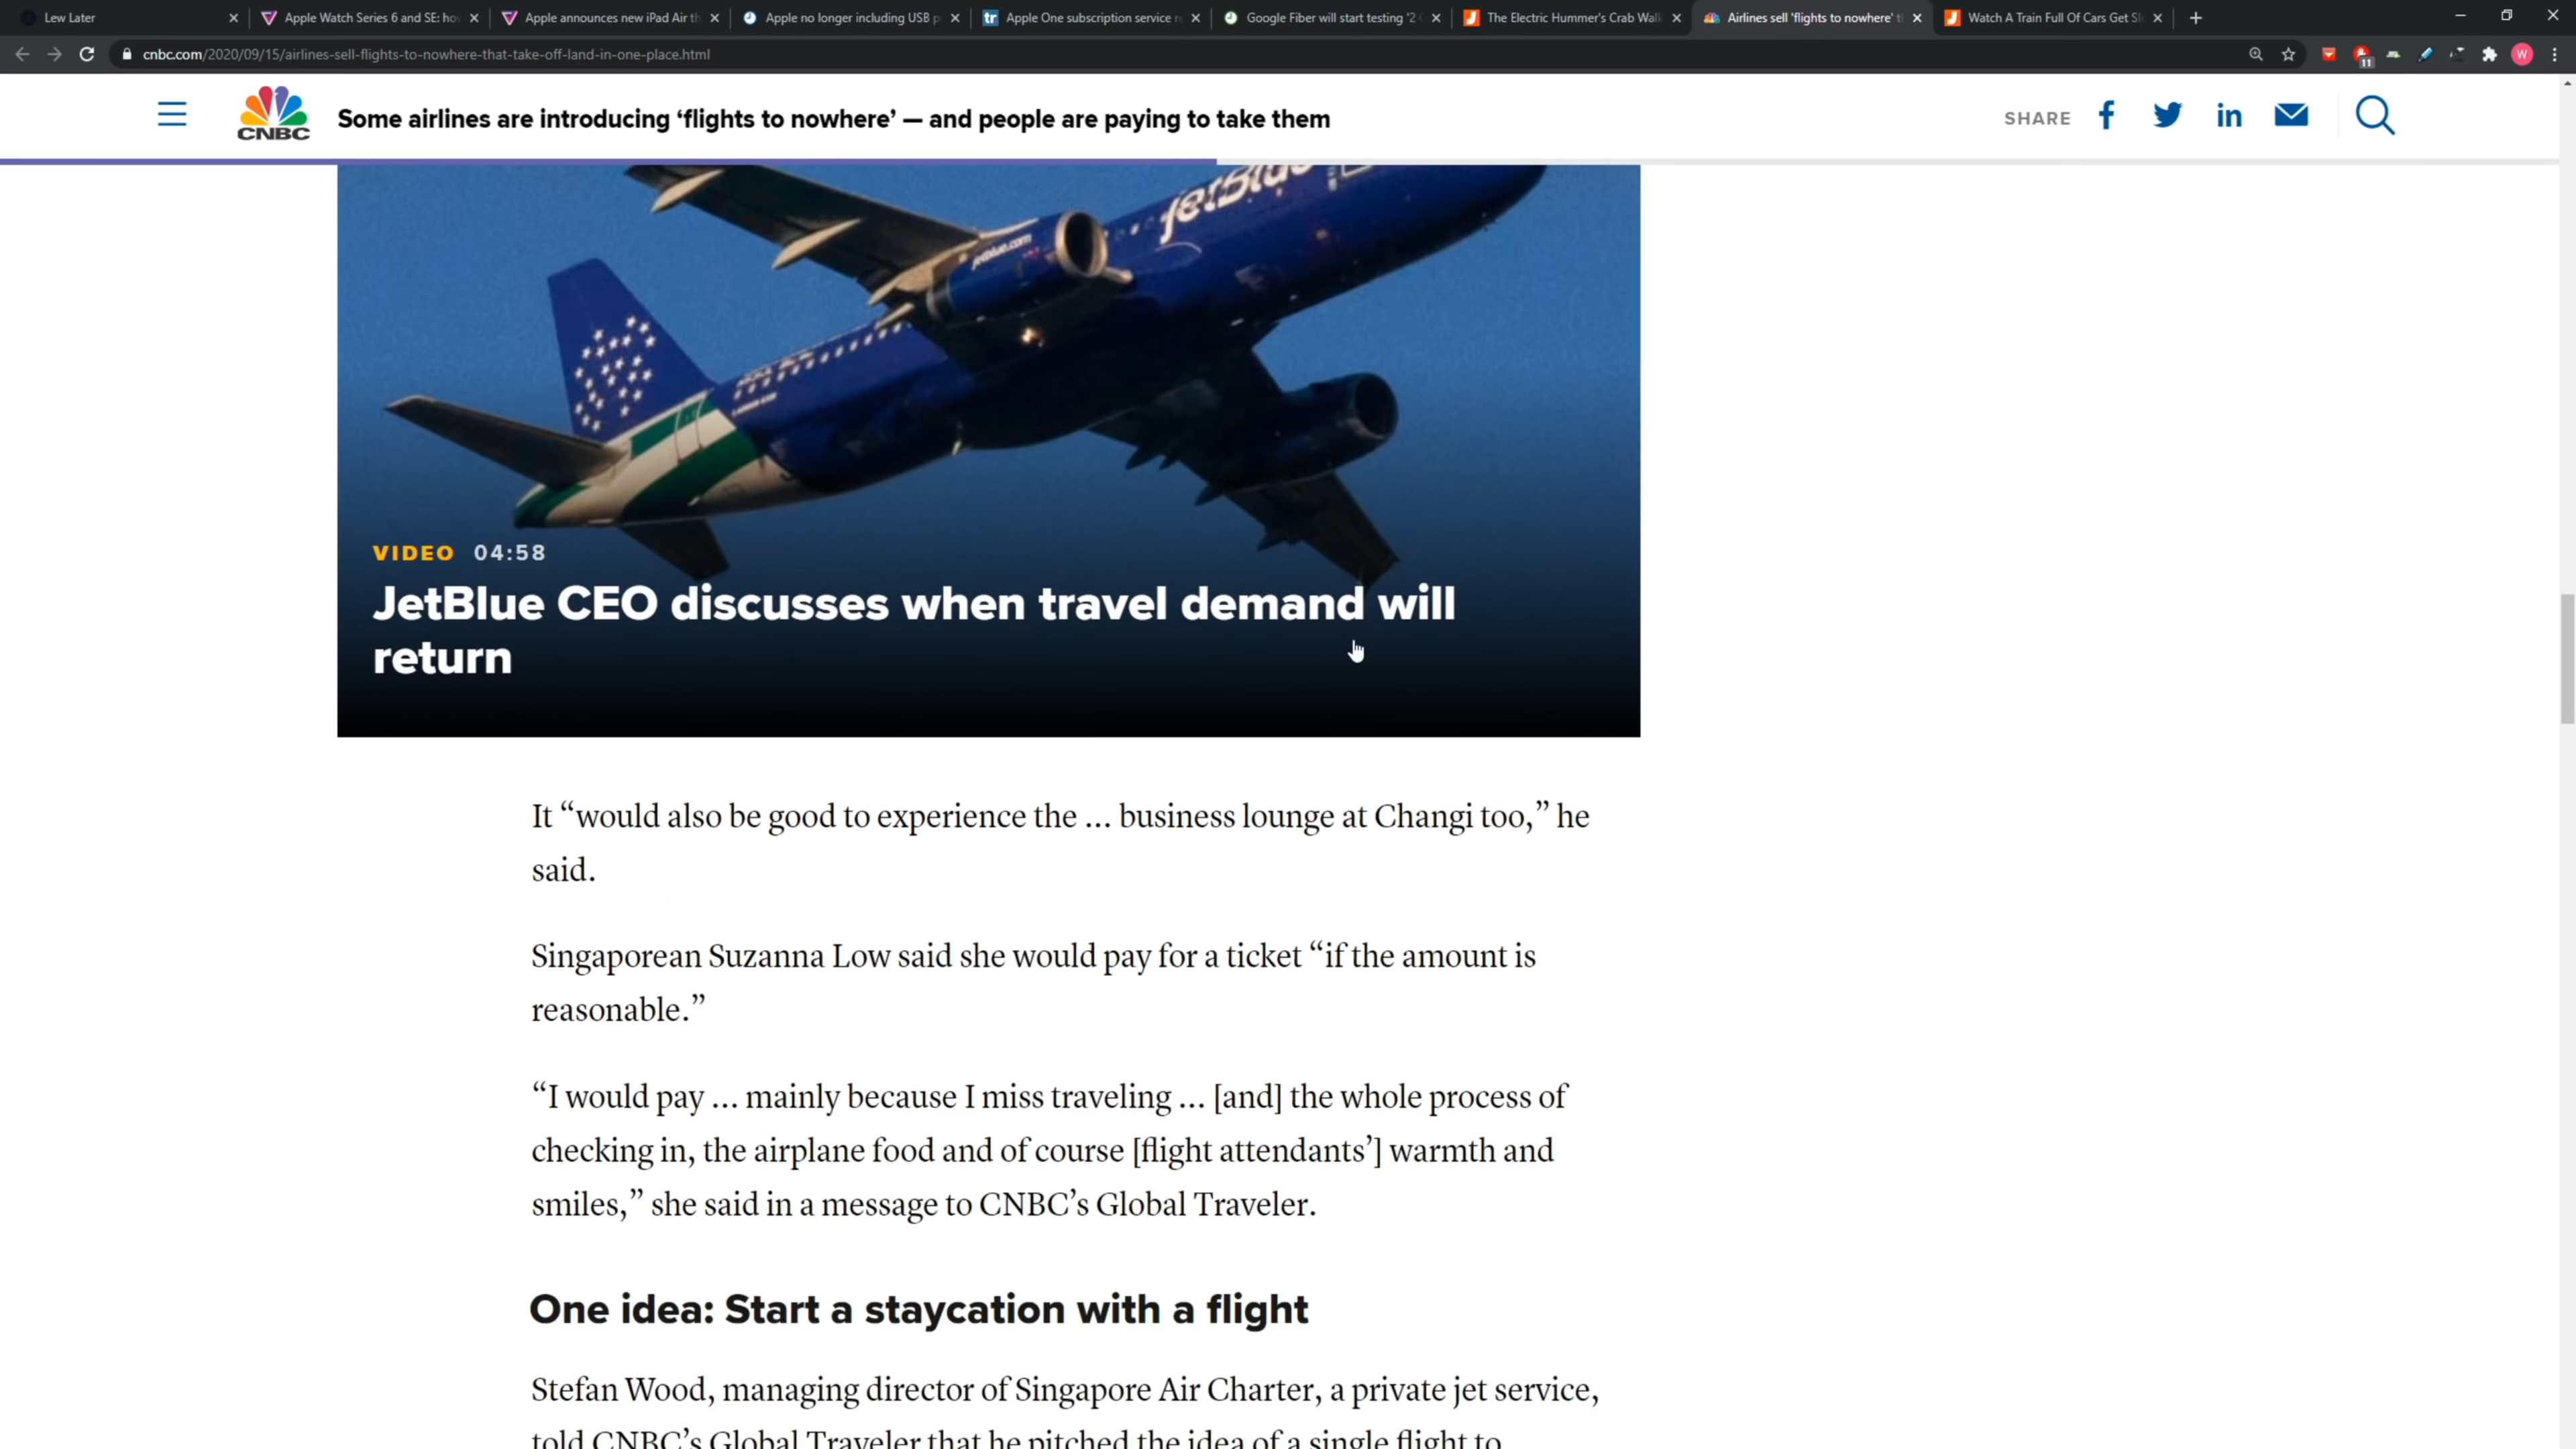 Lew Later
Apple Watch Series 6 and SE: ho
Apple announces new iPad Air th
Apple no longer including USB p
tr Apple One subscription service
Google Fiber will start testing '2
The Electric Hummer's Crab Wal
Airlines sell 'flights to nowhere' t
Watch A Train Full Of Cars Get
cnbc.com/2020/09/15/airlines-sell-flights-to-nowhere-that-take-off-land-in-one-place.html
11
W
CNBC
Some airlines are introducing ‘flights to nowhere’ — and people are paying to take them
SHARE
jetBlue
jetblue.com
VIDEO 04:58
JetBlue CEO discusses when travel demand will
return
It “would also be good to experience the ... business lounge at Changi too,” he
said.
Singaporean Suzanna Low said she would pay for a ticket “if the amount is
reasonable.”
“I would pay ... mainly because I miss traveling ... [and] the whole process of
checking in, the airplane food and of course [flight attendants’] warmth and
smiles,” she said in a message to CNBC’s Global Traveler.
One idea: Start a staycation with a flight
Stefan Wood, managing director of Singapore Air Charter, a private jet service,
told CNBC’s Global Traveler that he pitched the idea of a single flight to